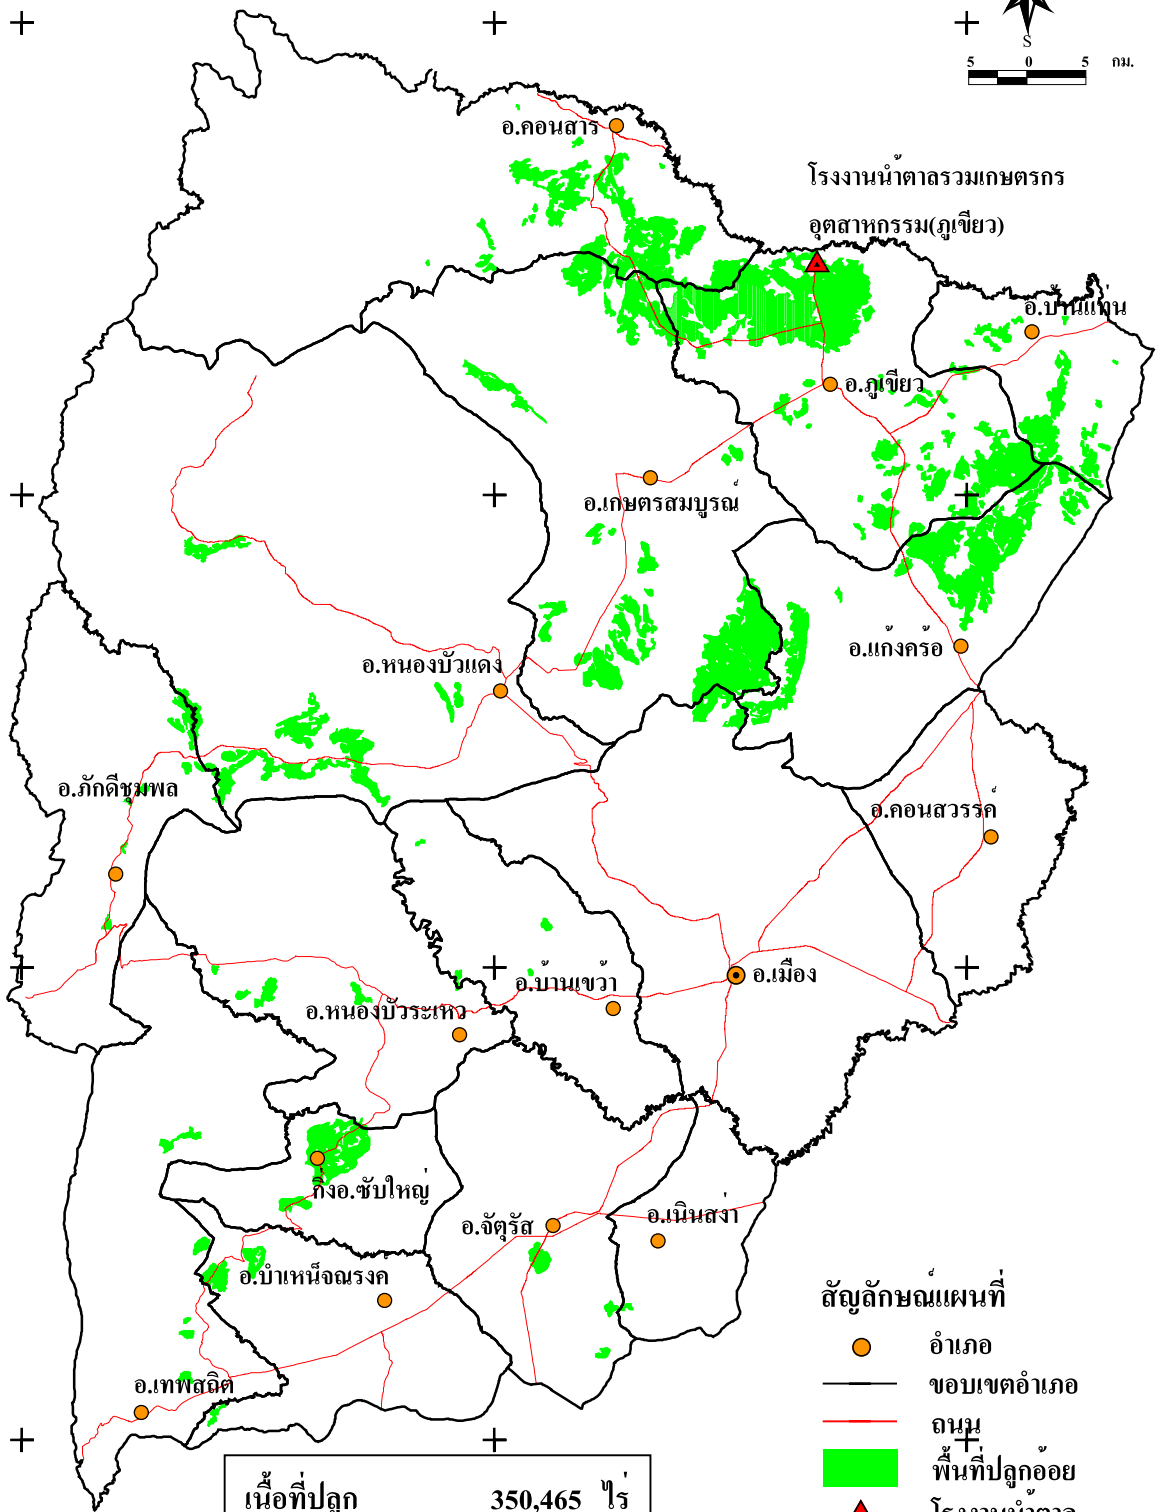 S
5 0 5 กม.
อ.คอนสาร
โรงงานน้ำตาลรวมเกษตรกร
อุตสาหกรรม(ภูเขียว)
อ.บ้านแท่น
อ.ภูเขียว
อ.เกษตรสมบูรณ์
อ.แก้งคร้อ
อ.หนองบัวแดง
อ.ภักดีชุมพล
อ.คอนสวรรค์
อ.เมือง
อ.บ้านเขว้า
อ.หนองบัวระเหว
กิ่งอ.ซับใหญ่
อ.จัตุรัส
อ.เนินสง่า
อ.บำเหน็จณรงค์
อ.เทพสถิต
สัญลักษณ์แผนที่
อำเภอ
ขอบเขตอำเภอ
ถนน
พื้นที่ปลูกอ้อย
โรงงานน้ำตาล
เนื้อที่ปลูก 350,465 ไร่